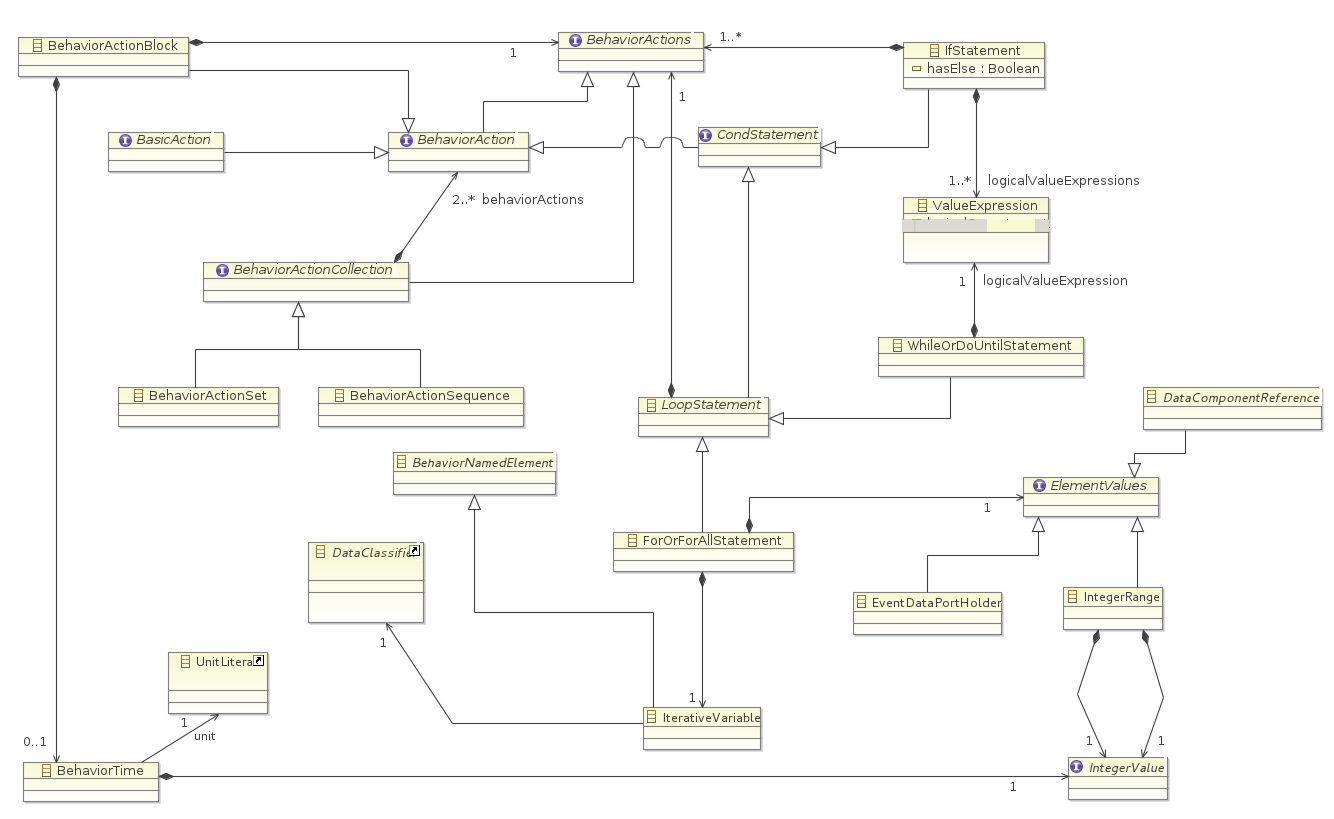 BehaviorActionBlock
1
BehaviorActions
1..*
IfStatement
hasElse : Boolean
1
BasicAction
BehaviorAction
CondStatement
2..* behaviorActions
1..* logicalValueExpressions
ValueExpression
BehaviorActionCollection
1 logicalValueExpression
WhileOrDoUntilStatement
BehaviorActionSet
BehaviorActionSequence
LoopStatement
DataComponentReference
BehaviorNamedElement
ElementValues
1
ForOrForAllStatement
DataClassifie
EventDataPortHolder
IntegerRange
1
UnitLitera
1
unit
1
IterativeVariable
0..1
1
1
BehaviorTime
1
IntegerValue